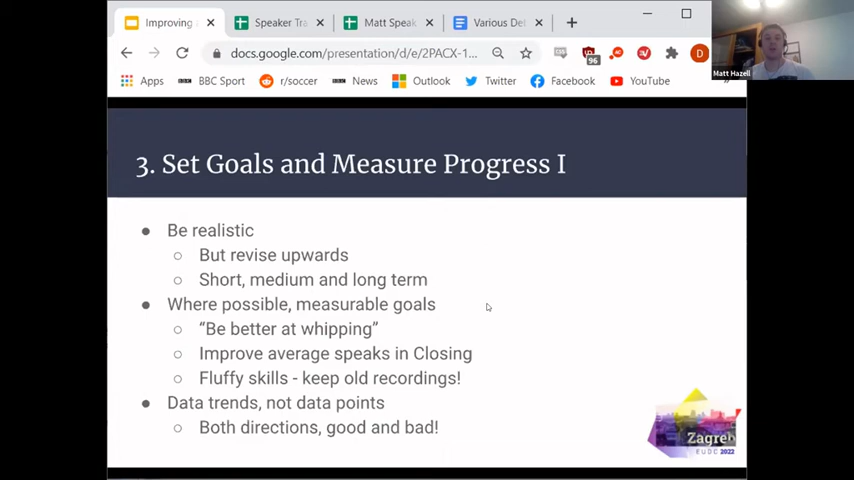 Improving
Speaker Tra
Matt Speak
Various Det
docs.google.com/presentation/d/e/2PACX-1...
96
D
Apps
BBC Sport
r/soccer
News
Outlook
Twitter
Facebook
YouTube
Matt Hazell
3. Set Goals and Measure Progress I
Be realistic
But revise upwards
Short, medium and long term
Where possible, measurable goals
“Be better at whipping”
Improve average speaks in Closing
Fluffy skills - keep old recordings!
Data trends, not data points
Both directions, good and bad!
Zagreb
EUDC 2022